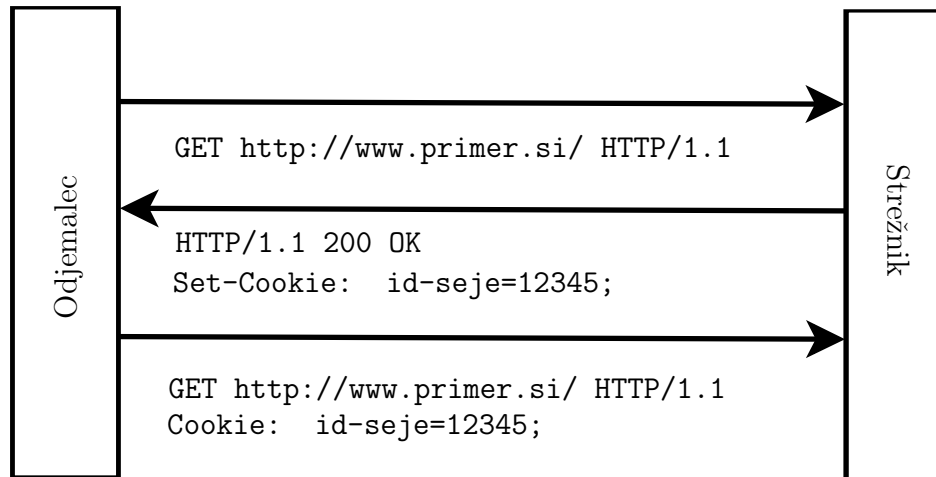 Odjemalec
GET http://www.primer.si/ HTTP/1.1
HTTP/1.1 200 OK
Set-Cookie: id-seje=12345;
GET http://www.primer.si/ HTTP/1.1
Cookie: id-seje=12345;
Strežnik